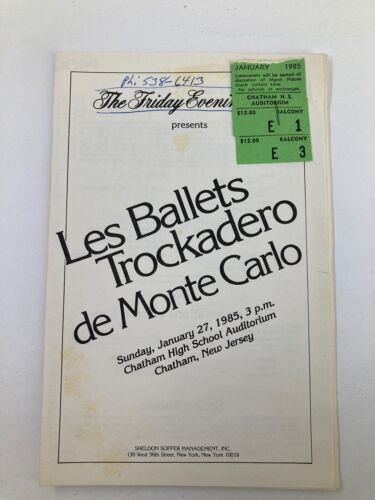 Ph: 538-6413
The Friday Evenin
presents
JANUARY 1985
Latecomers will be seated at
discretion of Mgmt. Please
check curtain time.
No refunds or exchanges
CHATHAM H. S.
AUDITORIUM
$12.00 BALCONY
E 1
$12.00 BALCONY
E 3
Les Ballets
Trockadero
de Monte Carlo
Sunday, January 27, 1985, 3 p.m.
Chatham High School Auditorium
Chatham, New Jersey
SHELDON SOFFER MANAGEMENT, INC.
130 West 56th Street, New York, New York 10019